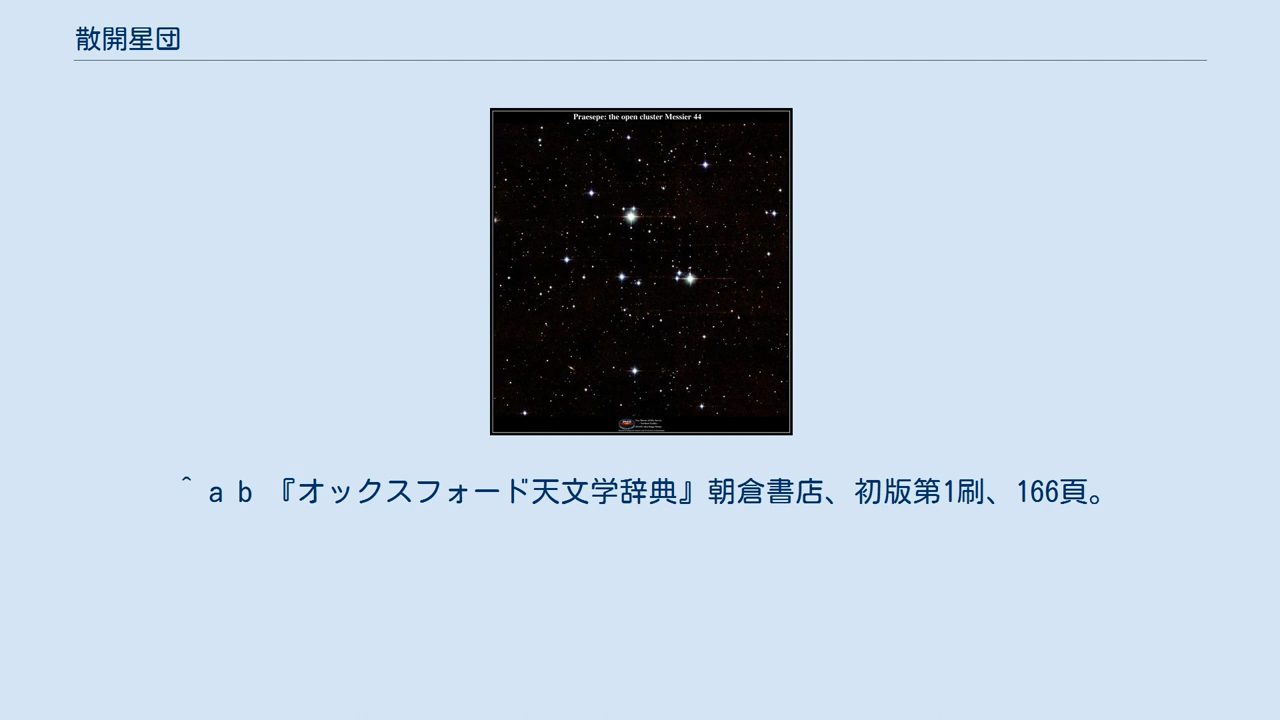 散開星団
Praesepe: the open cluster Messier 44
^ a b 『オックスフォード天文学辞典』朝倉書店、初版第1刷、166頁。